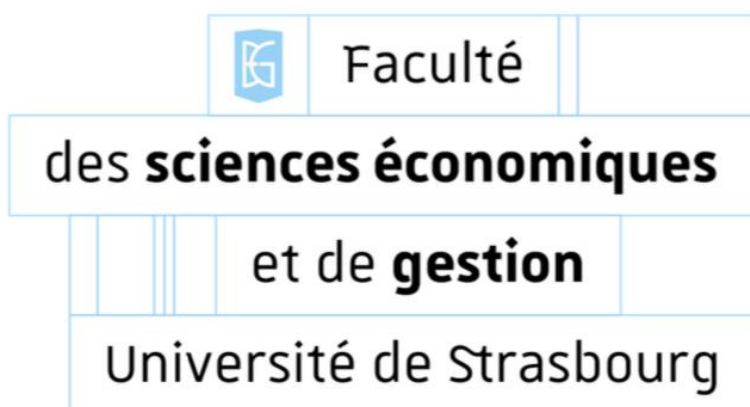 Faculté
des sciences économiques
et de gestion
Université de Strasbourg